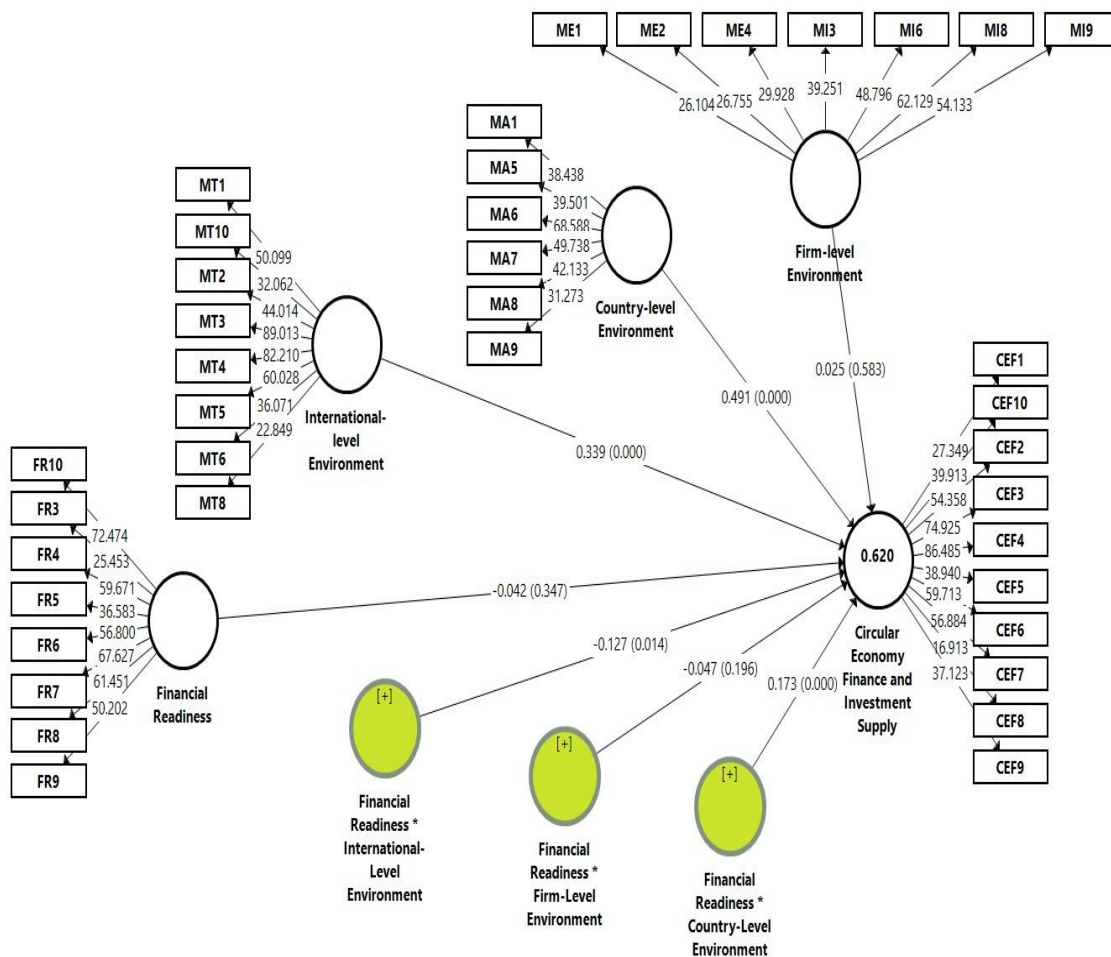 ME1
ME2
ME4
MI3
MI6
MI8
MI9
26.104
26.755
29.928
39.251
48.796
62.129
54.133
Firm-level
Environment
MA1
MA5
MA6
MA7
MA8
MA9
38.438
39.501
68.588
49.738
42.133
31.273
Country-level
Environment
MT1
MT10
MT2
MT3
MT4
MT5
MT6
MT8
50.099
32.062
44.014
89.013
82.210
60.028
36.071
22.849
International-
level
Environment
0.025 (0.583)
0.491 (0.000)
0.339 (0.000)
FR10
FR3
FR4
FR5
FR6
FR7
FR8
FR9
72.474
25.453
59.671
36.583
56.800
67.627
61.451
50.202
Financial
Readiness
-0.042 (0.347)
-0.127 (0.014)
-0.047 (0.196)
0.173 (0.000)
0.620
Circular
Economy
Finance and
Investment
Supply
CEF1
CEF10
CEF2
CEF3
CEF4
CEF5
CEF6
CEF7
CEF8
CEF9
27.349
39.913
54.358
74.925
86.485
38.940
59.713
56.884
16.913
37.123
[+]
Financial
Readiness *
International-
Level
Environment
[+]
Financial
Readiness *
Firm-Level
Environment
[+]
Financial
Readiness *
Country-Level
Environment